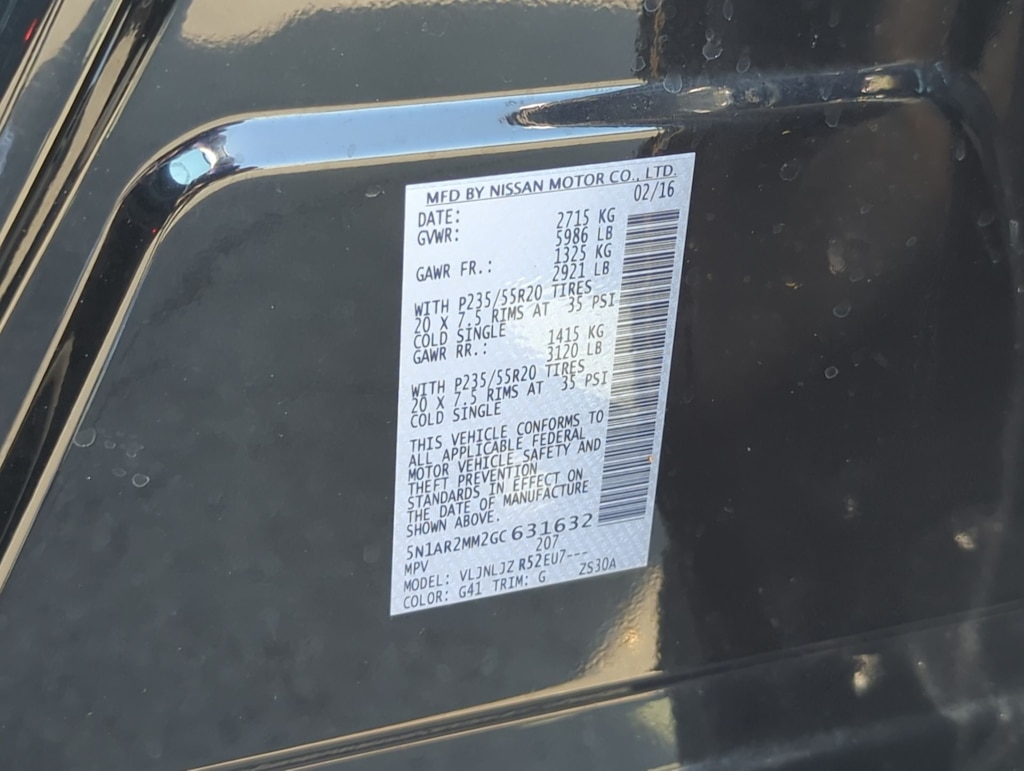 MFD BY NISSAN MOTOR CO., LTD.
DATE: 02/16
GVWR: 2715 KG
5986 LB
GAWR FR.: 1325 KG
2921 LB
WITH P235/55R20 TIRES
20 X 7.5 RIMS AT 35 PSI
COLD SINGLE
GAWR RR.: 1415 KG
3120 LB
WITH P235/55R20 TIRES
20 X 7.5 RIMS AT 35 PSI
COLD SINGLE
THIS VEHICLE CONFORMS TO
ALL APPLICABLE FEDERAL
MOTOR VEHICLE SAFETY AND
THEFT PREVENTION
STANDARDS IN EFFECT ON
THE DATE OF MANUFACTURE
SHOWN ABOVE.
5N1AR2MM2GC631632
MPV 207
MODEL: VLJNLJZ R52EU7---
COLOR: G41 TRIM: G ZS30A